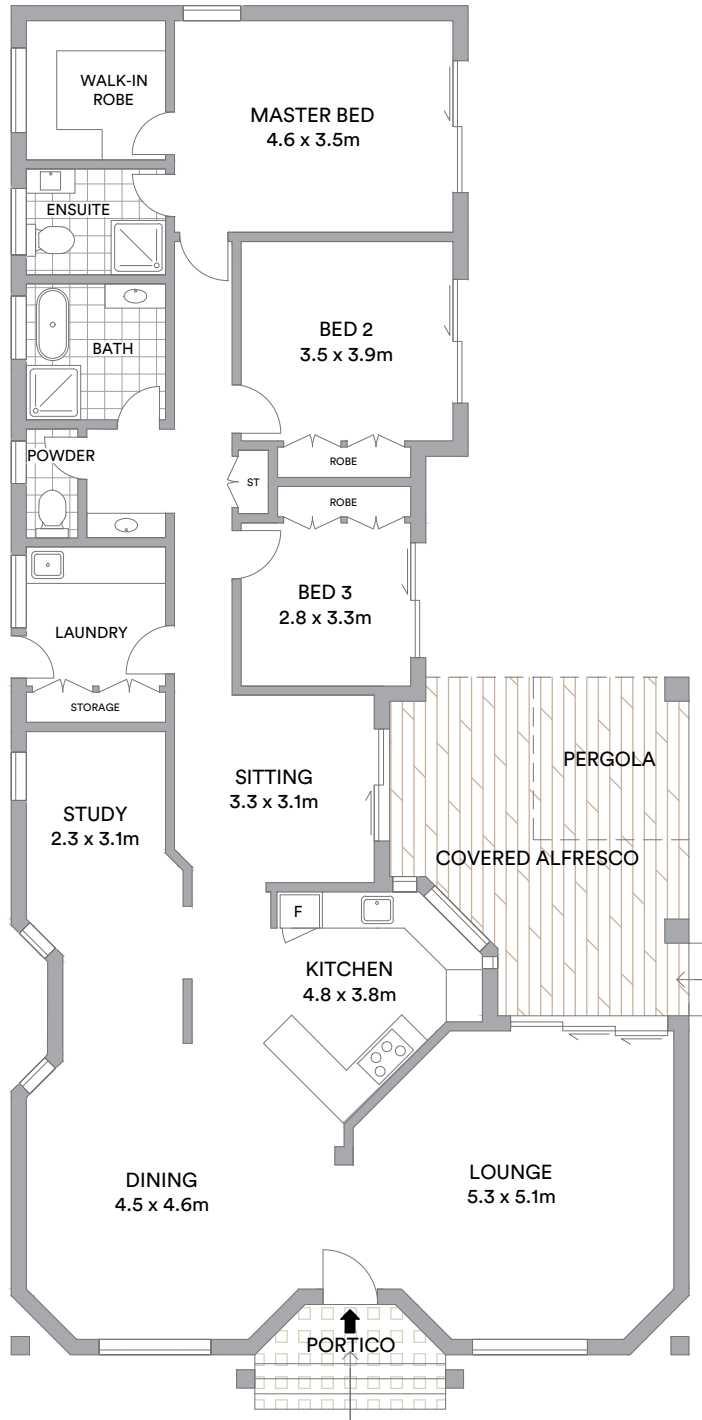 WALK-IN
ROBE
MASTER BED
4.6 x 3.5m
ENSUITE
BED 2
3.5 x 3.9m
BATH
POWDER
ROBE
ST
ROBE
BED 3
2.8 x 3.3m
LAUNDRY
STORAGE
PERGOLA
SITTING
3.3 x 3.1m
STUDY
2.3 x 3.1m
COVERED ALFRESCO
F
KITCHEN
4.8 x 3.8m
DINING
4.5 x 4.6m
LOUNGE
5.3 x 5.1m
PORTICO